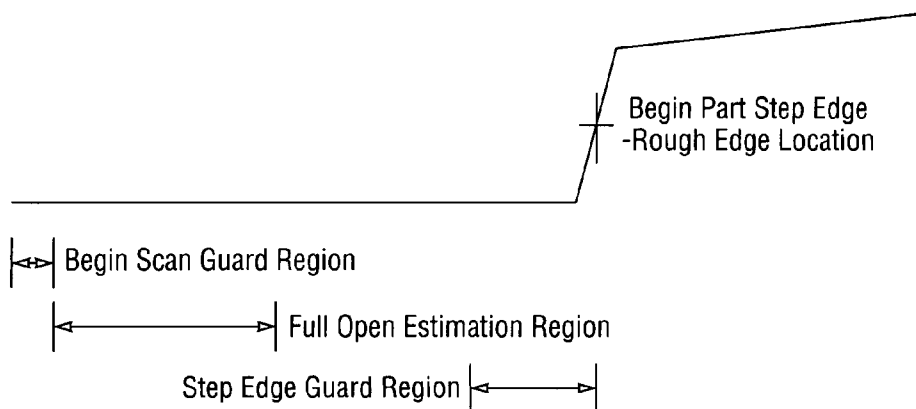 Begin Part Step Edge
-Rough Edge Location
Begin Scan Guard Region
Full Open Estimation Region
Step Edge Guard Region